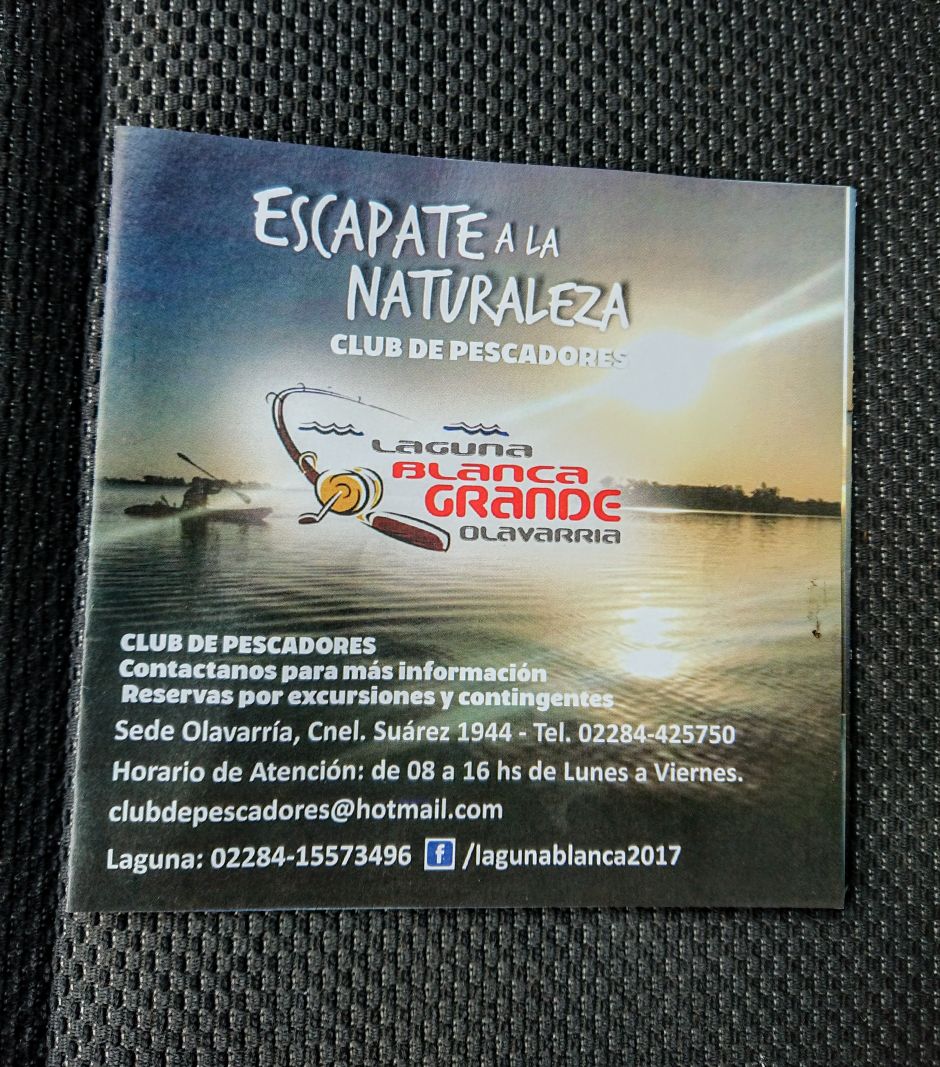 ESCAPATE A LA
NATURALEZA
CLUB DE PESCADORES
LAGUNA
BLANCA
GRANDE
OLAVARRIA
CLUB DE PESCADORES
Contactanos para más información
Reservas por excursiones y contingentes
Sede Olavarría, Cnel. Suárez 1944 - Tel. 02284-425750
Horario de Atención: de 08 a 16 hs de Lunes a Viernes.
clubdepescadores@hotmail.com
Laguna: 02284-15573496 f /lagunablanca2017